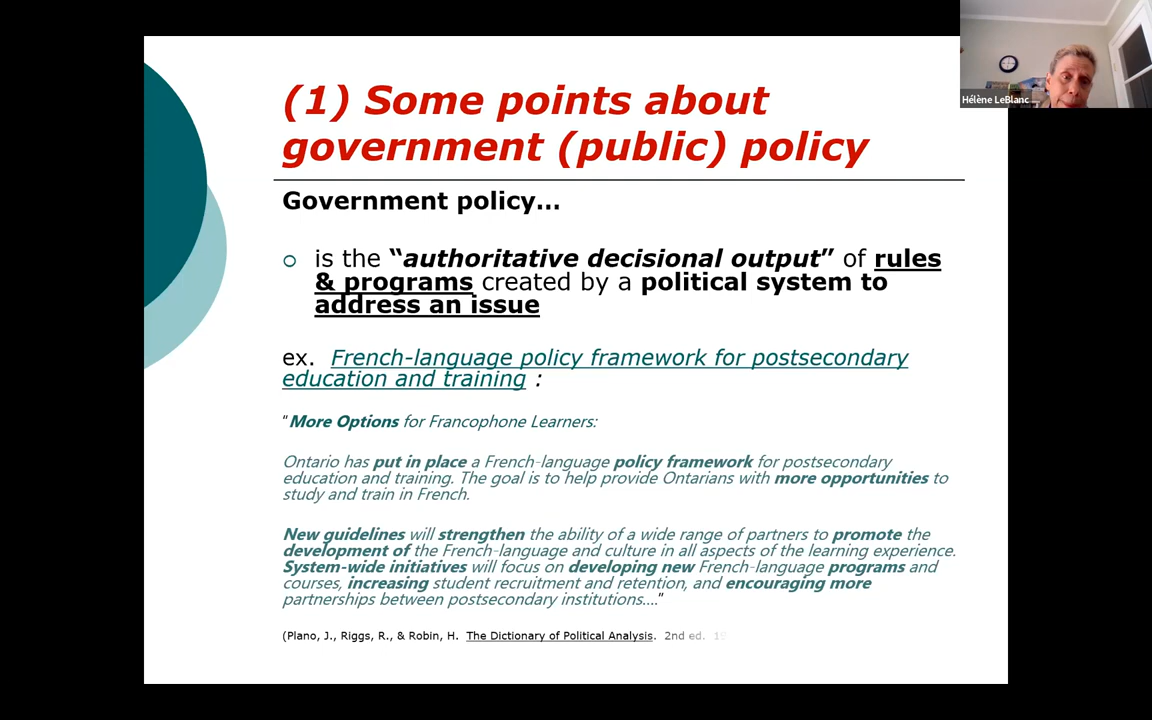 (1) Some points about
government (public) policy
Hélène LeBlanc ...
Government policy…
is the “authoritative decisional output” of rules
& programs created by a political system to
address an issue
ex. French-language policy framework for postsecondary
education and training :
"More Options for Francophone Learners:
Ontario has put in place a French-language policy framework for postsecondary
education and training. The goal is to help provide Ontarians with more opportunities to
study and train in French.
New guidelines will strengthen the ability of a wide range of partners to promote the
development of the French-language and culture in all aspects of the learning experience.
System-wide initiatives will focus on developing new French-language programs and
courses, increasing student recruitment and retention, and encouraging more
partnerships between postsecondary institutions...."
(Plano, J., Riggs, R., & Robin, H. The Dictionary of Political Analysis. 2nd ed.